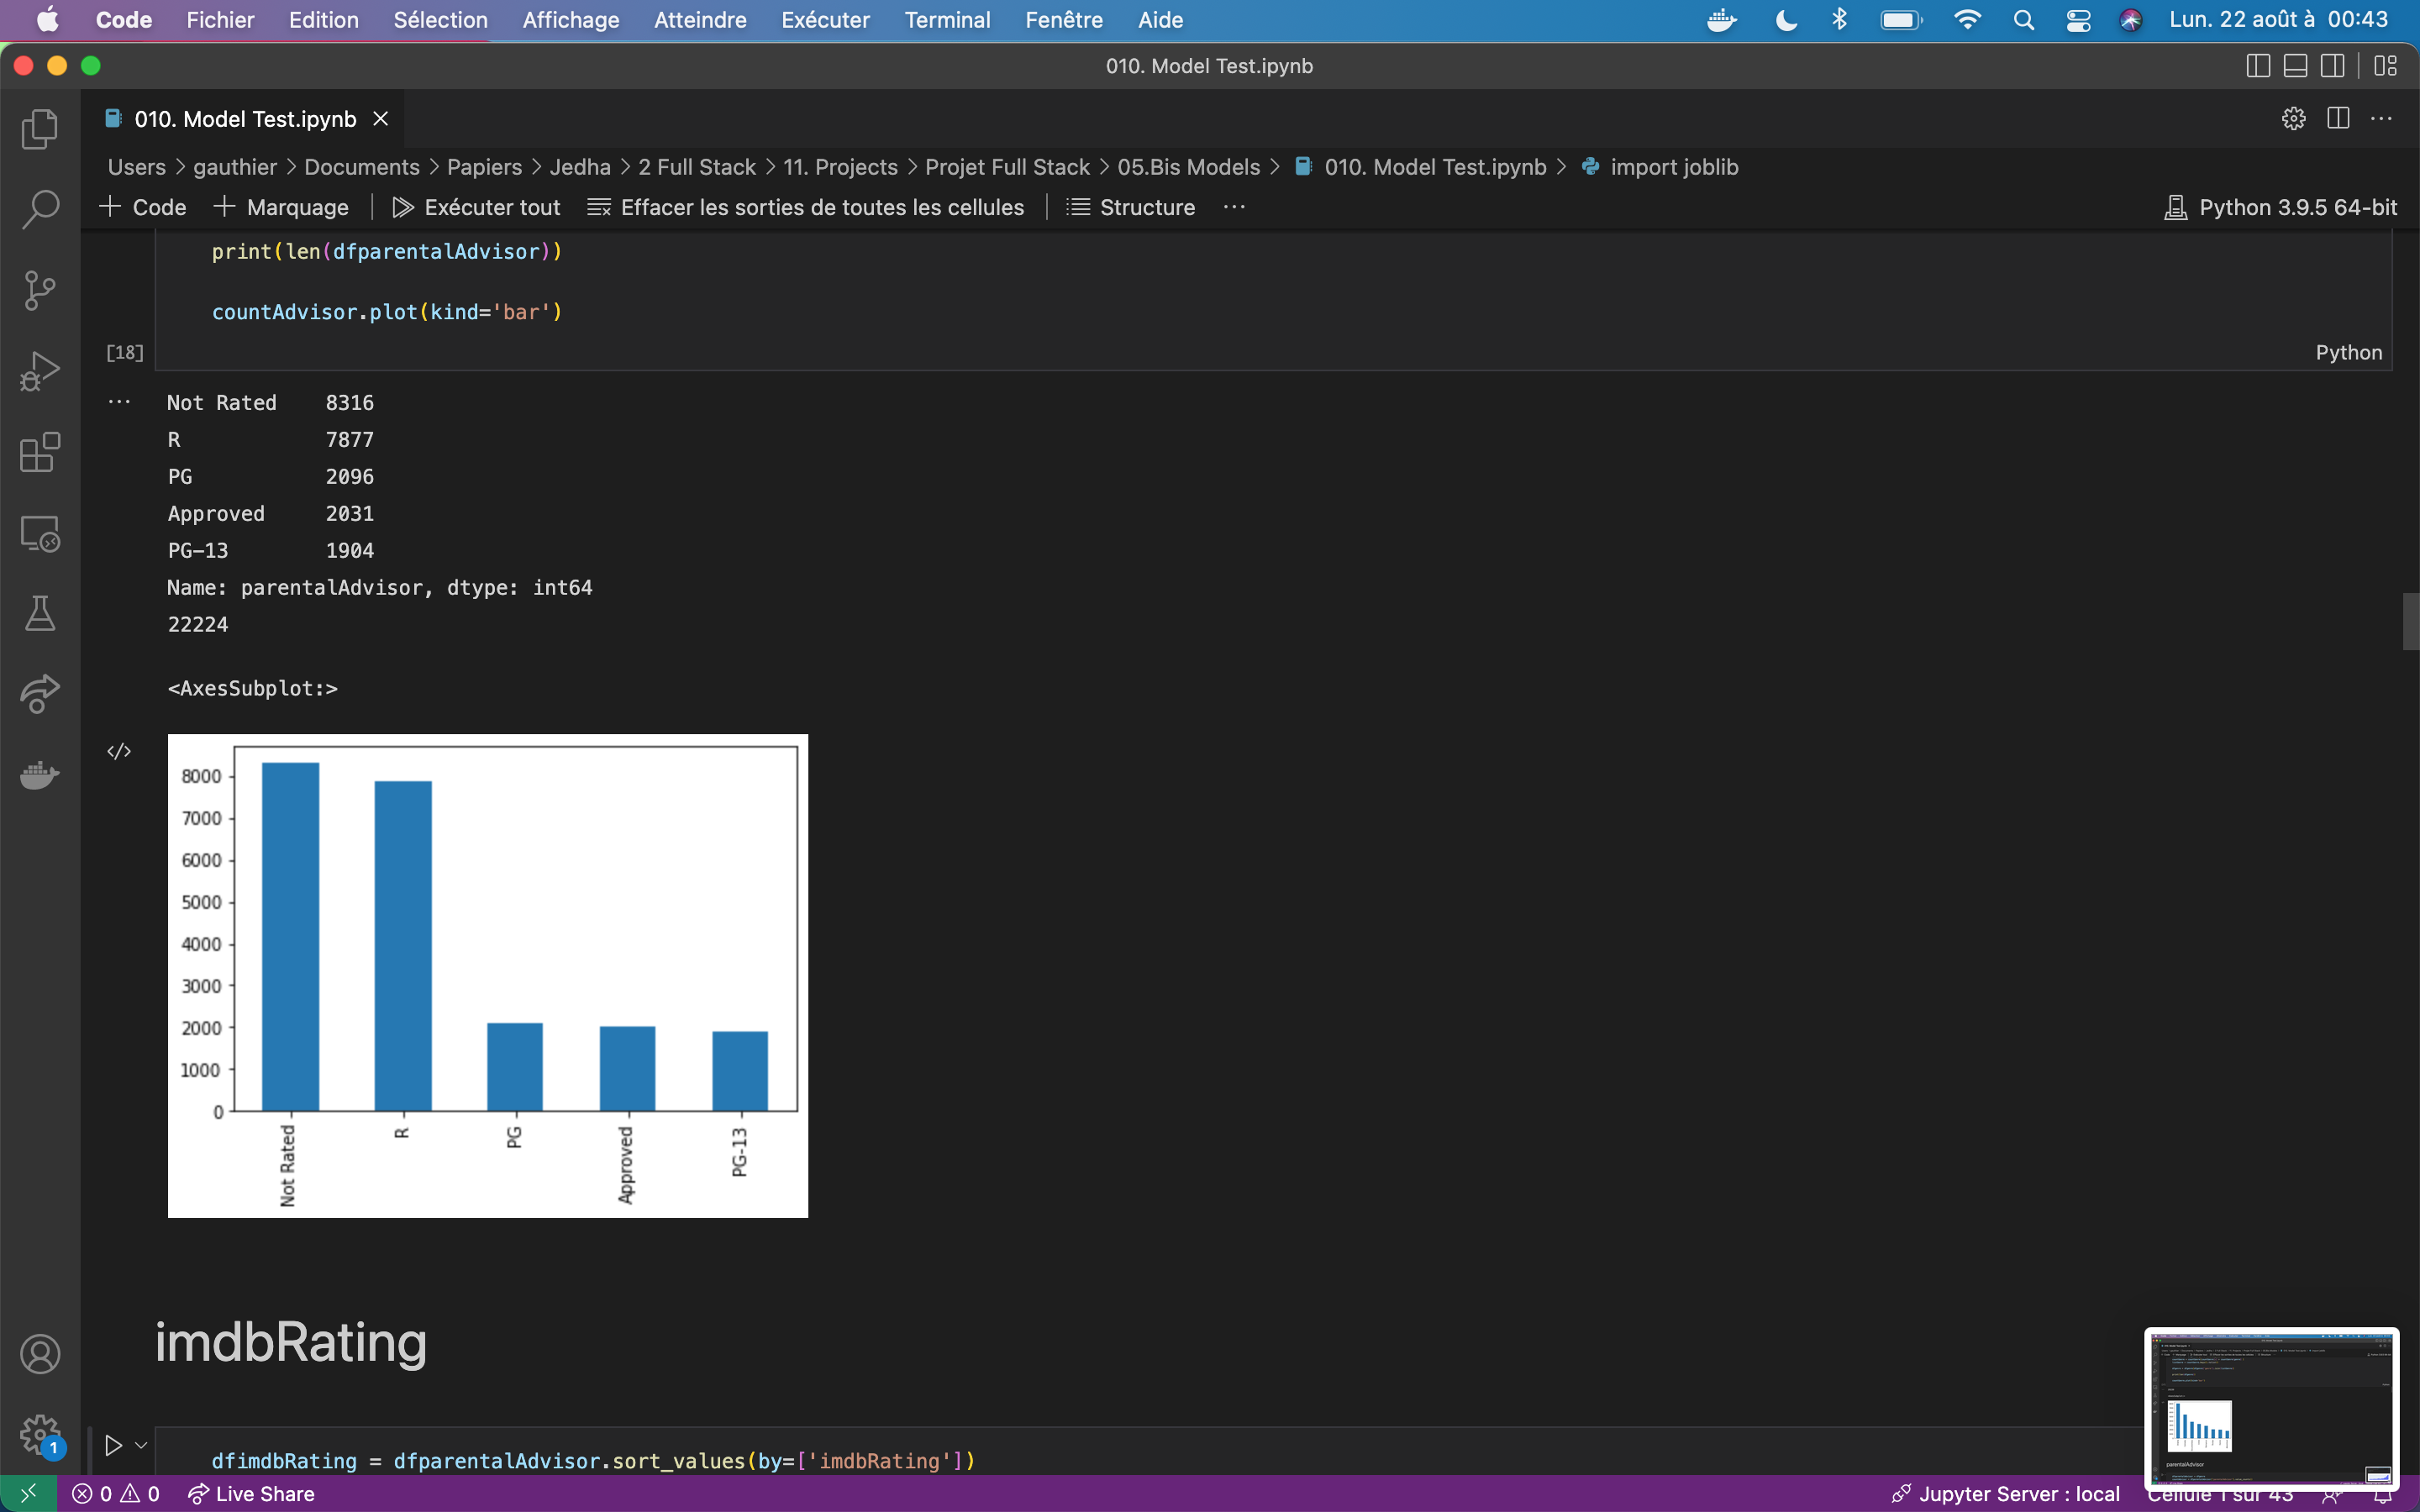 Code Fichier Edition Sélection Affichage Atteindre Exécuter Terminal Fenêtre Aide Lun. 22 août à 00:43
010. Model Test.ipynb
010. Model Test.ipynb
Users > gauthier > Documents > Papiers > Jedha > 2 Full Stack > 11. Projects > Projet Full Stack > 05.Bis Models > 010. Model Test.ipynb > import joblib
+ Code + Marquage Exécuter tout Effacer les sorties de toutes les cellules Structure ... Python 3.9.5 64-bit
print(len(dfparentalAdvisor))
countAdvisor.plot(kind='bar')
[18]
Python
Not Rated 8316
R 7877
PG 2096
Approved 2031
PG-13 1904
Name: parentalAdvisor, dtype: int64
22224
<AxesSubplot:>
8000
7000
6000
5000
4000
3000
2000
1000
0
Not Rated
R
PG
Approved
PG-13
imdbRating
dfimdbRating = dfparentalAdvisor.sort_values(by=['imdbRating'])
parentalAdvisor
1
0 0 Live Share Jupyter Server : local Cellule 1 sur 43